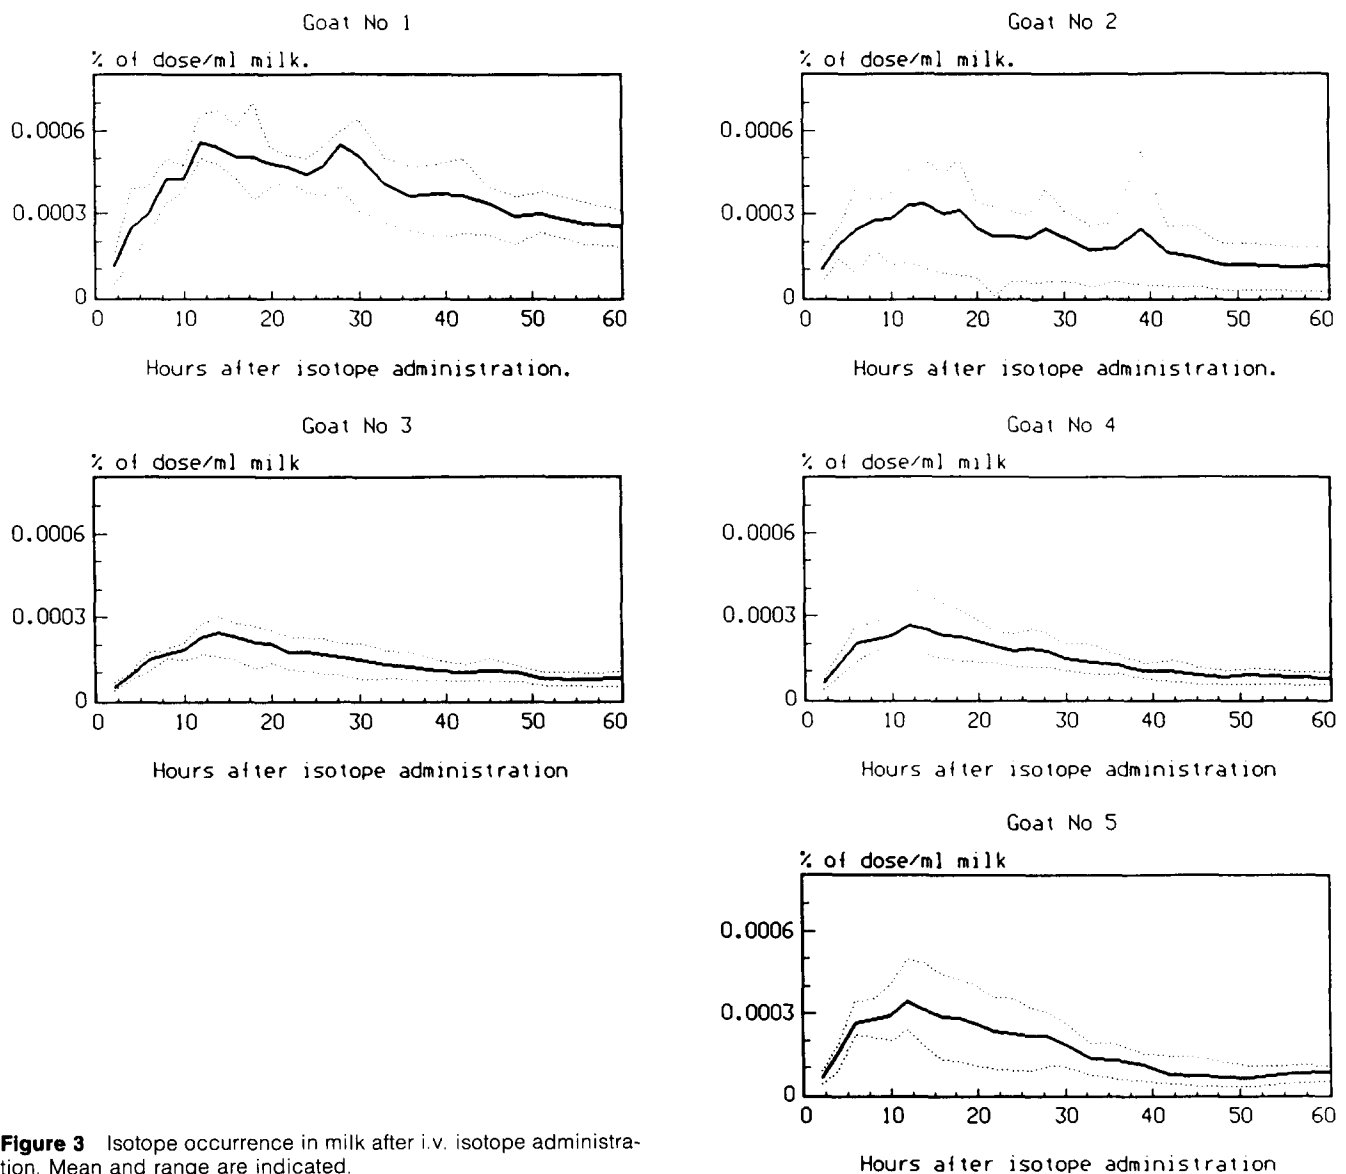 Goat No 1
% of dose/ml milk.
0.0006
0.0003
0
0 10 20 30 40 50 60
Hours after isotope administration.
Goat No 2
% of dose/ml milk.
0.0006
0.0003
0
0 10 20 30 40 50 60
Hours after isotope administration.
Goat No 3
% of dose/ml milk
0.0006
0.0003
0
0 10 20 30 40 50 60
Hours after isotope administration
Goat No 4
% of dose/ml milk
0.0006
0.0003
0
0 10 20 30 40 50 60
Hours after isotope administration
Goat No 5
% of dose/ml milk
0.0006
0.0003
0
0 10 20 30 40 50 60
Hours after isotope administration
Figure 3 Isotope occurrence in milk after i.v. isotope administra-
tion. Mean and range are indicated.